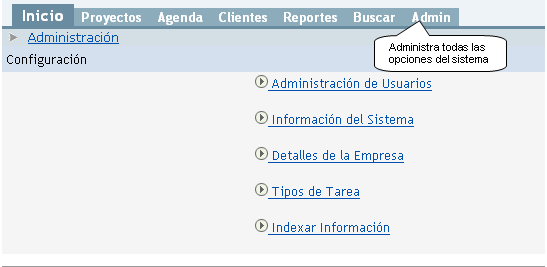 Inicio Proyectos Agenda Clientes Reportes Buscar Admin
Administración
Administra todas las
opciones del sistema
Configuración
Administración de Usuarios
Información del Sistema
Detalles de la Empresa
Tipos de Tarea
Indexar Información